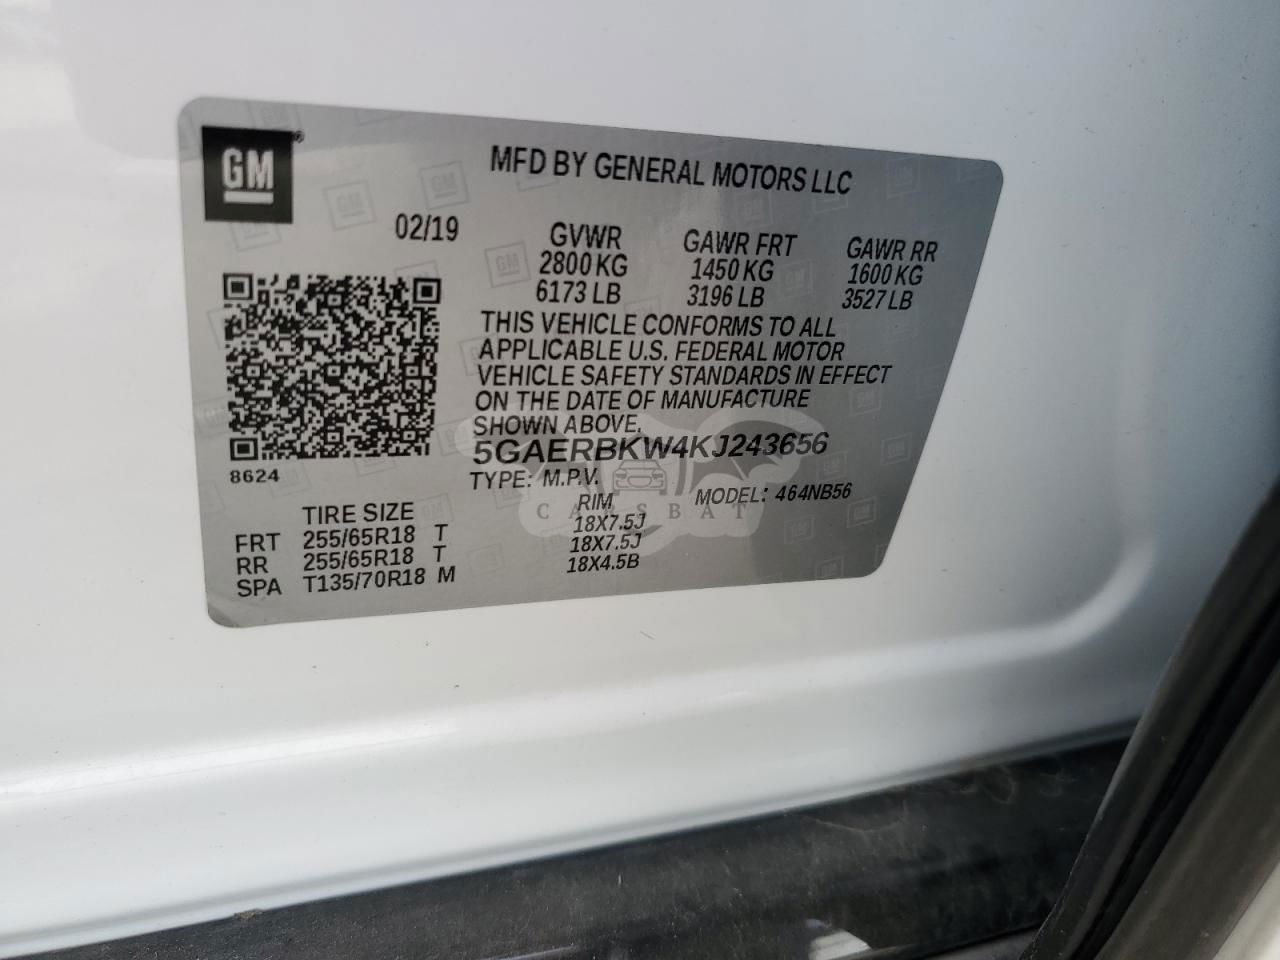 GM®
MFD BY GENERAL MOTORS LLC
02/19
GVWR GAWR FRT GAWR RR
2800 KG 1450 KG 1600 KG
6173 LB 3196 LB 3527 LB
THIS VEHICLE CONFORMS TO ALL
APPLICABLE U.S. FEDERAL MOTOR
VEHICLE SAFETY STANDARDS IN EFFECT
ON THE DATE OF MANUFACTURE
SHOWN ABOVE.
5GAERBKW4KJ243656
8624
TYPE: M.P.V. MODEL: 464NB56
TIRE SIZE RIM
FRT 255/65R18 T 18X7.5J
RR 255/65R18 T 18X7.5J
SPA T135/70R18 M 18X4.5B
CARSBAT